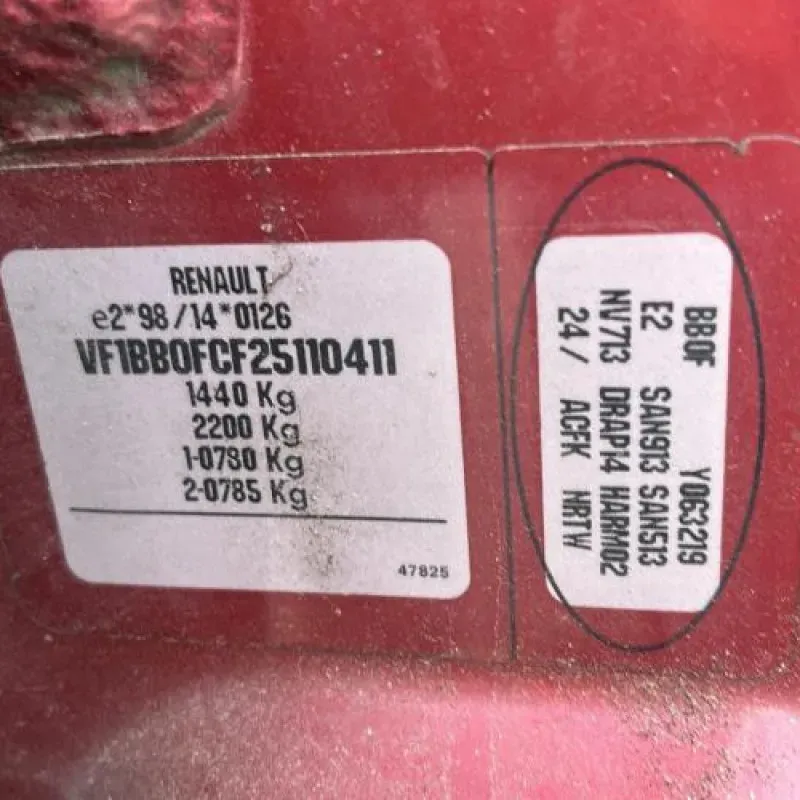 RENAULT
e2*98/14*0126
VF1BB0FCF25110411
1440 Kg
2200 Kg
1-0780 Kg
2-0785 Kg
47825
BB0F Y063219
E2 SAN913 SAN513
NV713 DRAP14 HARM02
24/ ACFK NRTW